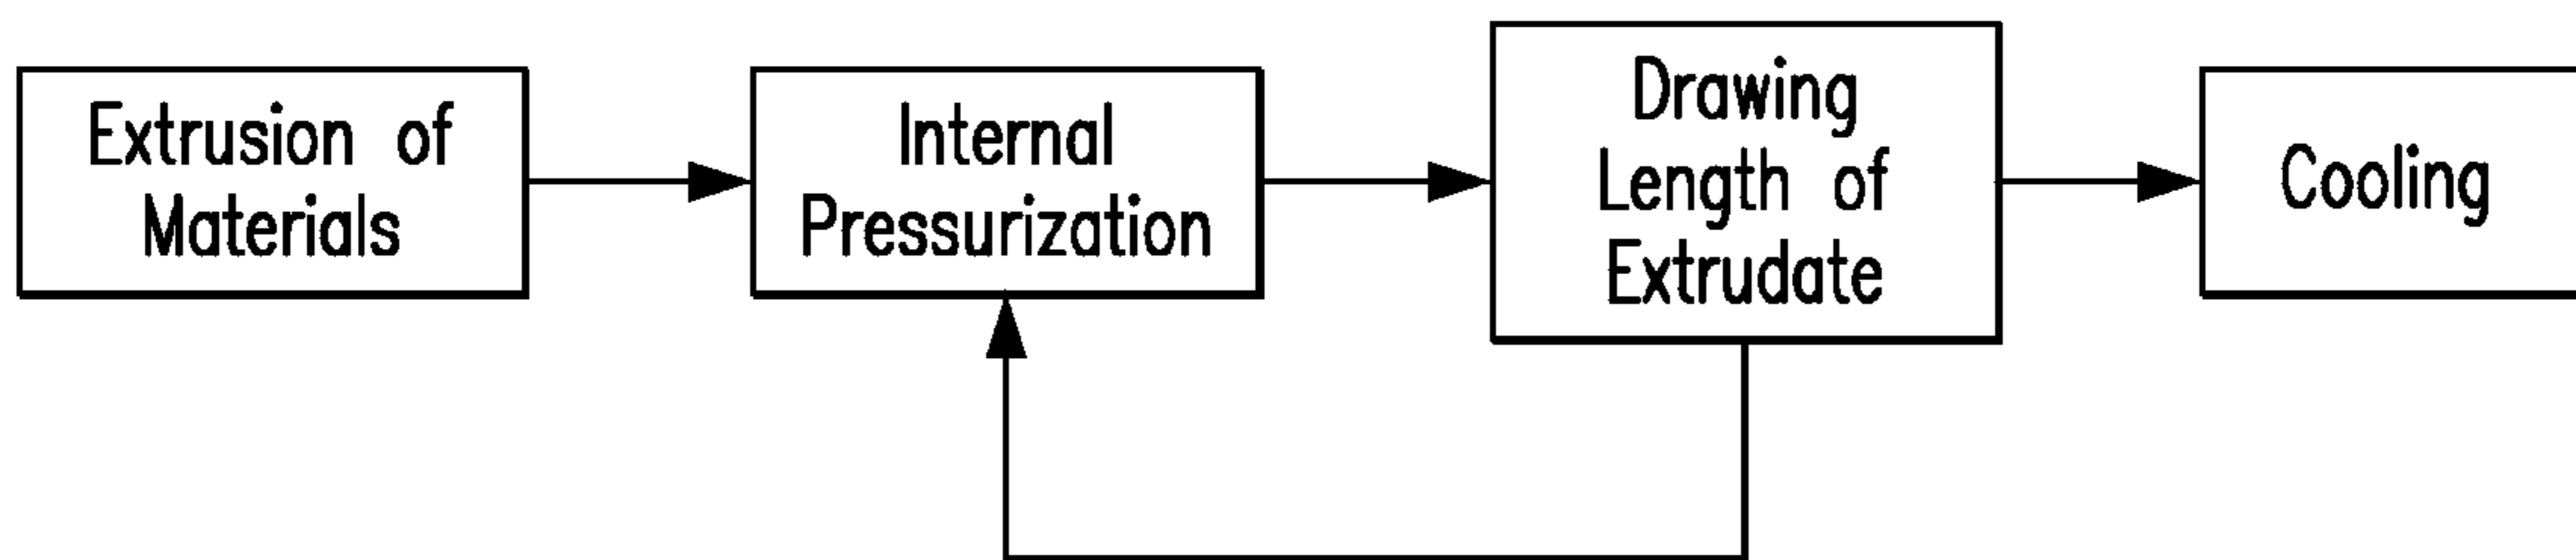 Extrusion of
Materials
Internal
Pressurization
Drawing
Length of
Extrudate
Cooling